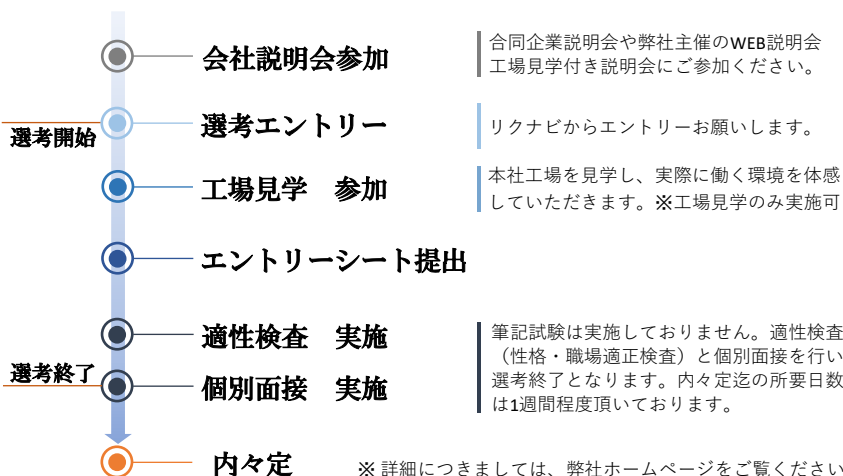 会社説明会参加
合同企業説明会や弊社主催のWEB説明会
工場見学付き説明会にご参加ください。
選考開始
選考エントリー
リクナビからエントリーお願いします。
工場見学　参加
本社工場を見学し、実際に働く環境を体感
していただきます。※工場見学のみ実施可
エントリーシート提出
適性検査　実施
筆記試験は実施しておりません。適性検査
（性格・職場適正検査）と個別面接を行い
選考終了となります。内々定迄の所要日数
は1週間程度頂いております。
選考終了
個別面接　実施
内々定
※ 詳細につきましては、弊社ホームページをご覧ください